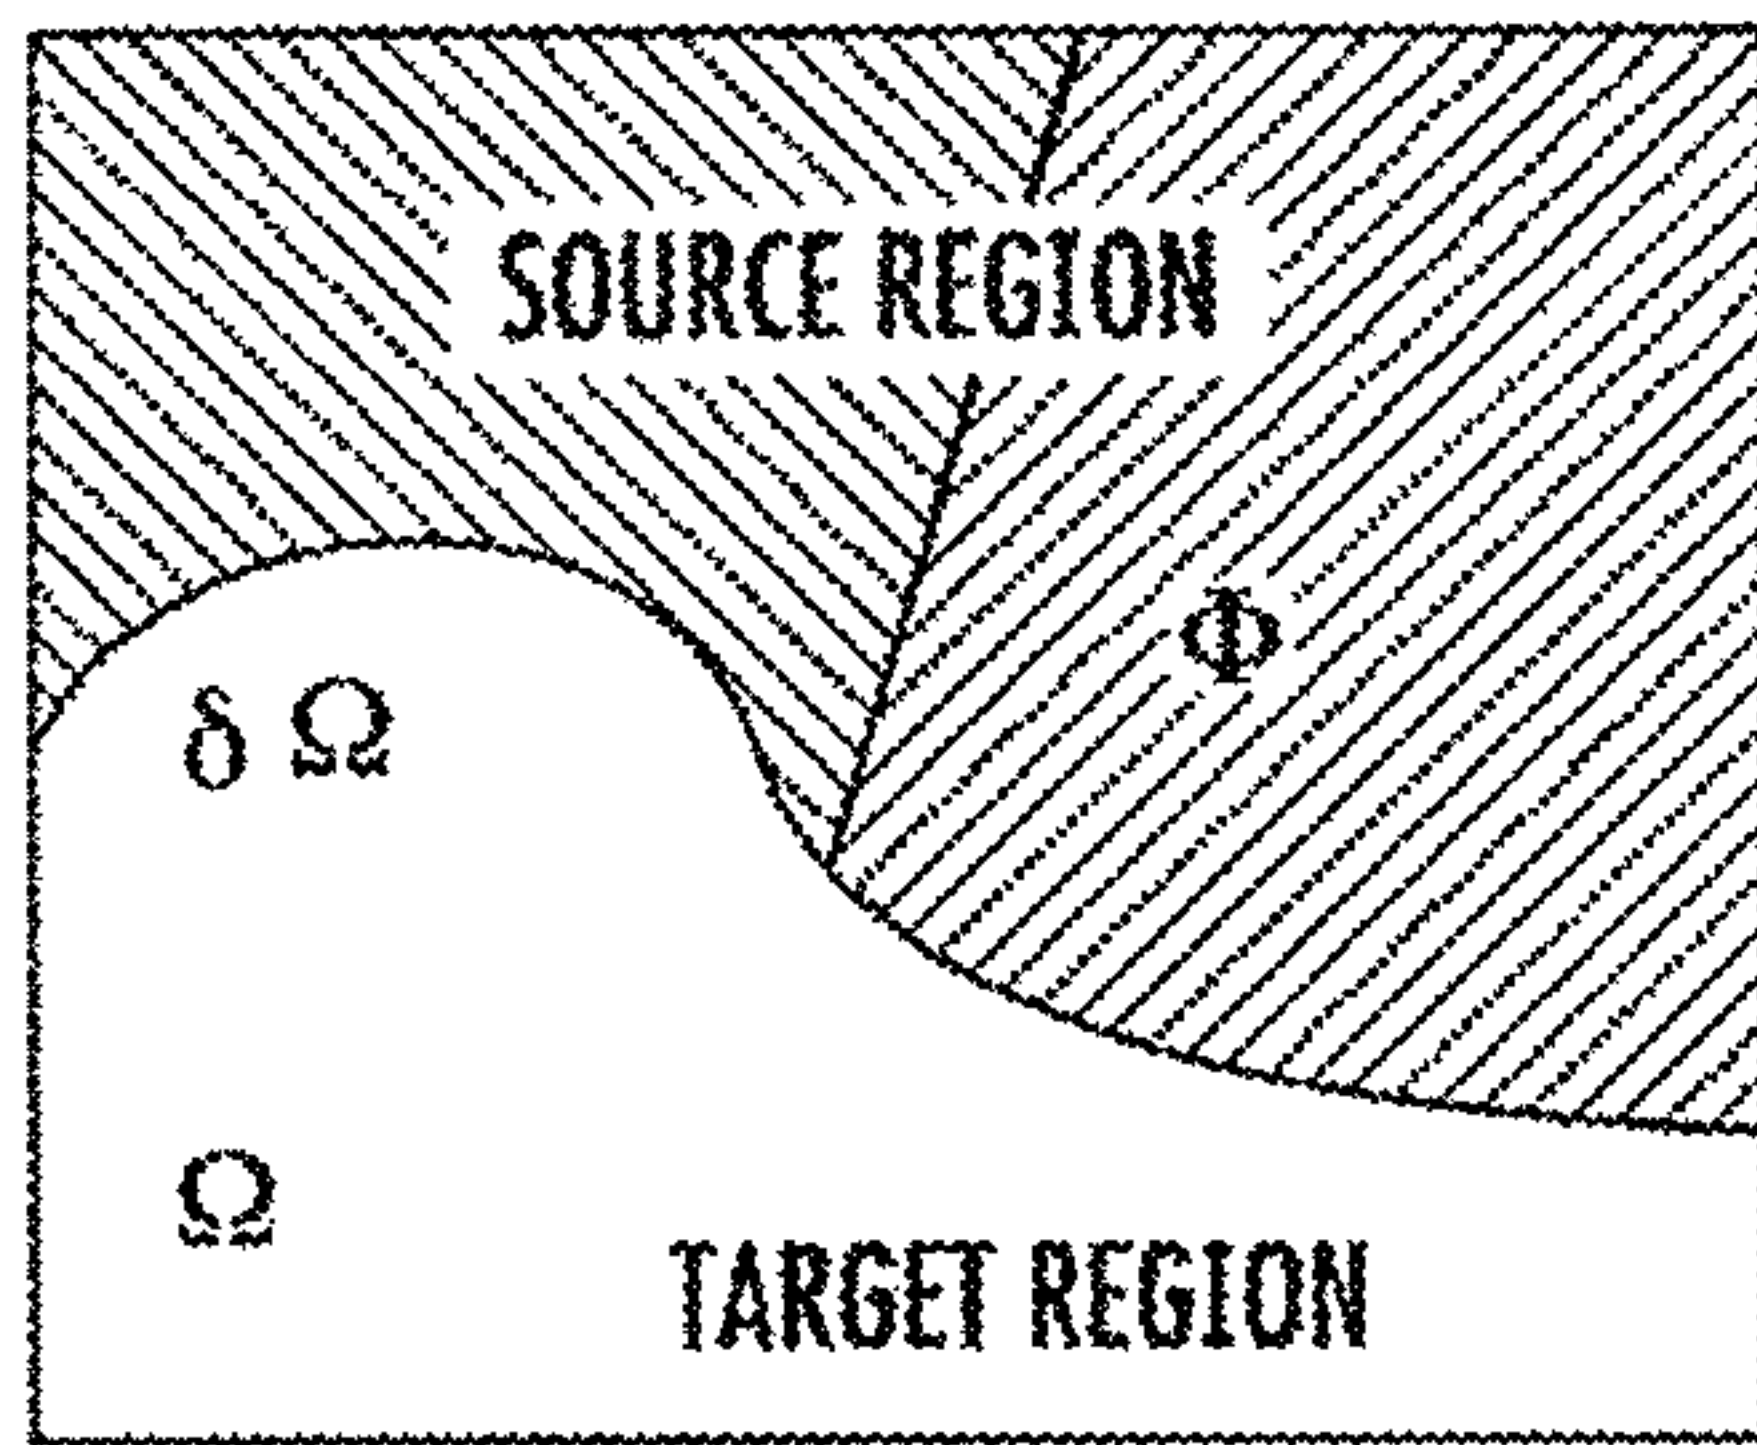 SOURCE REGION
Φ
δ Ω
Ω
TARGET REGION